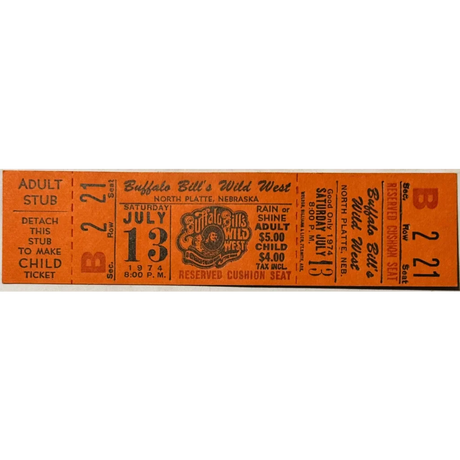 ADULT
STUB
DETACH
THIS
STUB
TO MAKE
CHILD
TICKET
B 2 21
Sec. Row Seat
Buffalo Bill's Wild West
NORTH PLATTE, NEBRASKA
SATURDAY
JULY
13
1974
8:00 P.M.
Buffalo Bill's
WILD
WEST
RAIN or
SHINE
ADULT
$5.00
CHILD
$4.00
TAX INCL.
RESERVED CUSHION SEAT
Good Only 1974
SATURDAY JULY 13
8:00 P.M.
Buffalo Bill's
Wild West
NORTH PLATTE, NEB.
B 2 21
Sec. Row Seat
RESERVED CUSHION SEAT